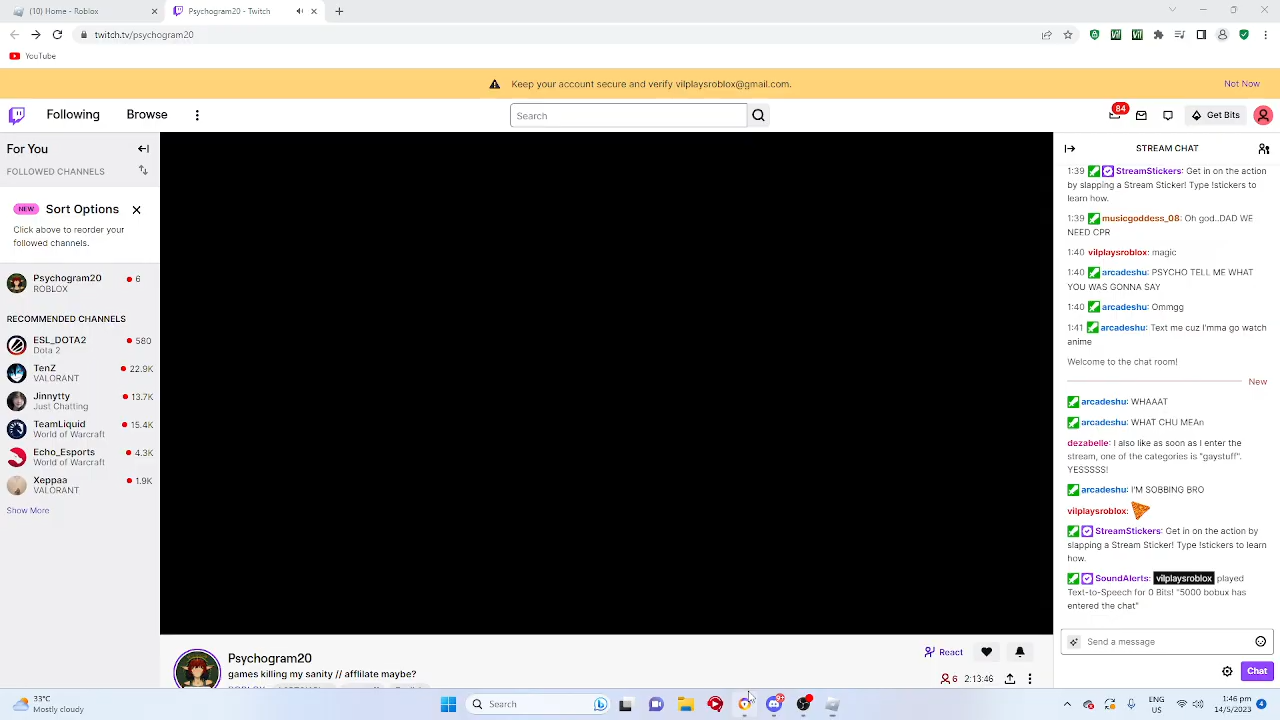 (10) Home - Roblox
Psychogram20 - Twitch
twitch.tv/psychogram20
YouTube
Keep your account secure and verify vilplaysroblox@gmail.com.
Not Now
Following
Browse
Search
84
Get Bits
For You
FOLLOWED CHANNELS
NEW
Sort Options
Click above to reorder your
followed channels.
Psychogram20
6
ROBLOX
RECOMMENDED CHANNELS
ESL_DOTA2
580
Dota 2
TenZ
22.9K
VALORANT
Jinnytty
13.7K
Just Chatting
TeamLiquid
15.4K
World of Warcraft
Echo_Esports
4.3K
World of Warcraft
Xeppaa
1.9K
VALORANT
Show More
Psychogram20
games killing my sanity // affliate maybe?
React
6
2:13:46
STREAM CHAT
1:39 StreamStickers: Get in on the action
by slapping a Stream Sticker! Type !stickers to
learn how.
1:39 musicgoddess_08: Oh god..DAD WE
NEED CPR
1:40 vilplaysroblox: magic
1:40 arcadeshu: PSYCHO TELL ME WHAT
YOU WAS GONNA SAY
1:40 arcadeshu: Ommgg
1:41 arcadeshu: Text me cuz I'mma go watch
anime
Welcome to the chat room!
New
arcadeshu: WHAAAT
arcadeshu: WHAT CHU MEAn
dezabelle: I also like as soon as I enter the
stream, one of the categories is "gaystuff".
YESSSSS!
arcadeshu: I'M SOBBING BRO
vilplaysroblox:
StreamStickers: Get in on the action by
slapping a Stream Sticker! Type !stickers to learn
how.
SoundAlerts: vilplaysroblox played
Text-to-Speech for 0 Bits! "5000 bobux has
entered the chat"
Send a message
Chat
33°C
Mostly cloudy
Search
ENG
US
1:46 pm
14/5/2023
4